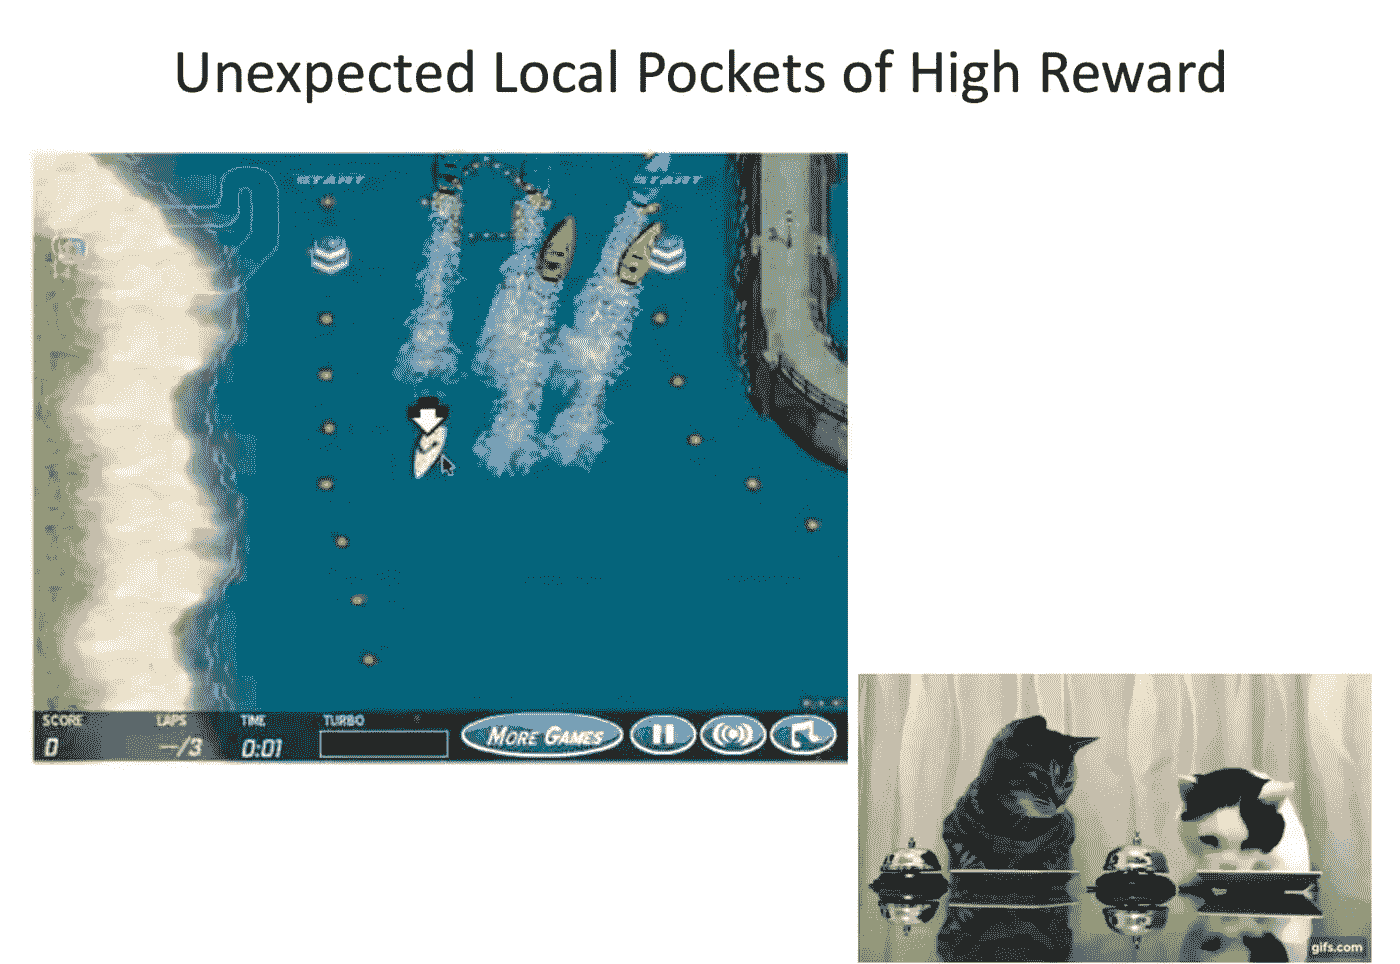 Unexpected Local Pockets of High Reward
START
START
SCORE
LAPS
TIME
TURBO
0
—/3
0:01
MORE GAMES
gifs.com